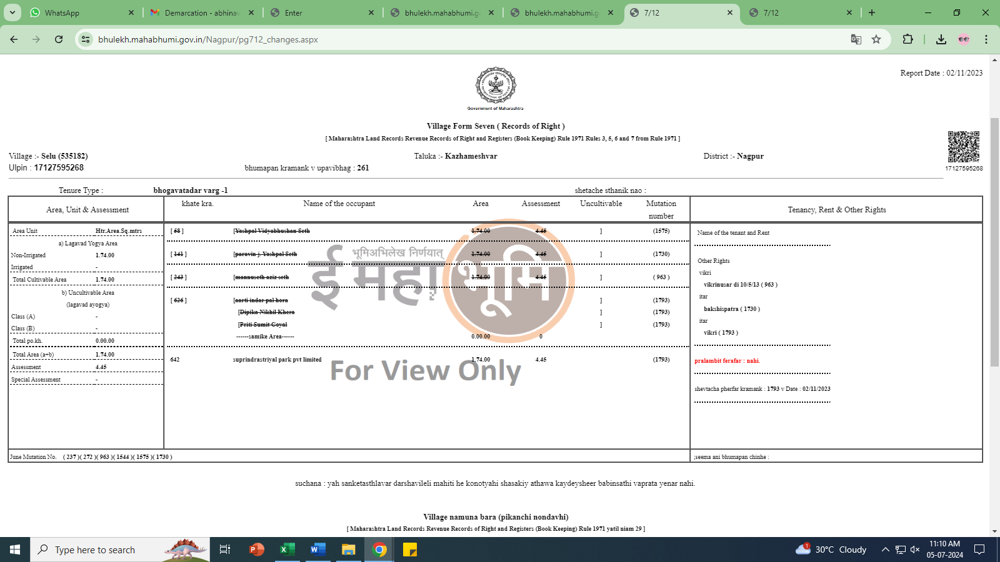 WhatsApp
Demarcation - abhinav
Enter
bhulekh.mahabhumi.go
bhulekh.mahabhumi.go
7/12
7/12
bhulekh.mahabhumi.gov.in/Nagpur/pg712_changes.aspx
Report Date : 02/11/2023
Government of Maharashtra
Village Form Seven ( Records of Right )
[ Maharashtra Land Records Revenue Records of Right and Registers (Book Keeping) Rule 1971 Rules 3, 5, 6 and 7 from Rule 1971 ]
Village :- Selu (535182) Taluka :- Kazhameshvar District :- Nagpur
Ulpin : 17127595268 bhumapan kramank v upavibhag : 261
17127595268
Tenure Type : bhogavatadar varg -1 shetache sthanik nao :
Area, Unit & Assessment khate kra. Name of the occupant Area Assessment Uncultivable Mutation number Tenancy, Rent & Other Rights
Area Unit Htr.Area.Sq.mtrs [ 58 ] [Yashpal Vidyabhushan Seth 1.74.00 4.45 ] (1575) Name of the tenant and Rent
a) Lagavad Yogya Area
Non-Irrigated 1.74.00 [ 141 ] [paravin j. Yashpal Seth 1.74.00 4.45 ] (1730)
Other Rights
Irrigated -
vikri
Total Cultivable Area 1.74.00 [ 243 ] [mannuseth aziz seth 1.74.00 4.45 ] ( 963 )
vikrinusar di 10/5/13 ( 963 )
b) Uncultivable Area
itar
(lagavad ayogya) [ 626 ] [aarti indar pal hora ] (1793)
bakshispatra ( 1730 )
Class (A) - [Dipika Nikhil Khera ] (1793)
itar
Class (B) - [Priti Sumit Goyal ] (1793)
vikri ( 1793 )
Total po.kh. 0.00.00 ------samike Area------ 0.00.00 0
Total Area (a+b) 1.74.00
642 suprindrastriyal park pvt limited 1.74.00 4.45 (1793) pralambit ferafar : nahi.
Assessment 4.45
Special Assessment -
shevtacha pherfar kramank : 1793 v Date : 02/11/2023
भूमिअभिलेख निर्णयात्
ई महाभूमि
For View Only
June Mutation No. ( 237 )( 272 )( 963 )( 1544 )( 1575 )( 1730 ) ;seema ani bhumapan chinhe :
suchana : yah sanketasthlavar darshavileli mahiti he konotyahi shasakiy athawa kaydeysheer babinsathi vaprata yenar nahi.
Village namuna bara (pikanchi nondavhi)
[ Maharashtra Land Records Revenue Records of Right and Registers (Book Keeping) Rule 1971 yatil niam 29 ]
Type here to search
1
30°C Cloudy
11:10 AM
05-07-2024